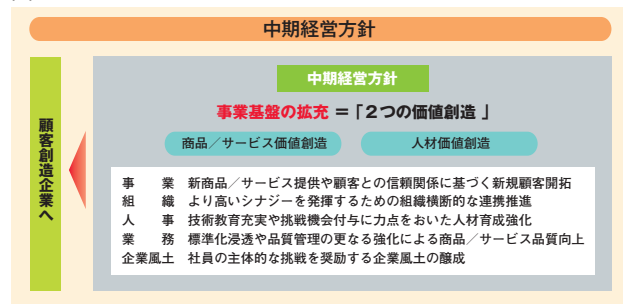 中期経営方針
顧客創造企業へ
中期経営方針
事業基盤の拡充 ＝「２つの価値創造 」
商品／サービス価値創造　人材価値創造
事　　業　新商品／サービス提供や顧客との信頼関係に基づく新規顧客開拓
組　　織　より高いシナジーを発揮するための組織横断的な連携推進
人　　事　技術教育充実や挑戦機会付与に力点をおいた人材育成強化
業　　務　標準化浸透や品質管理の更なる強化による商品／サービス品質向上
企業風土　社員の主体的な挑戦を奨励する企業風土の醸成